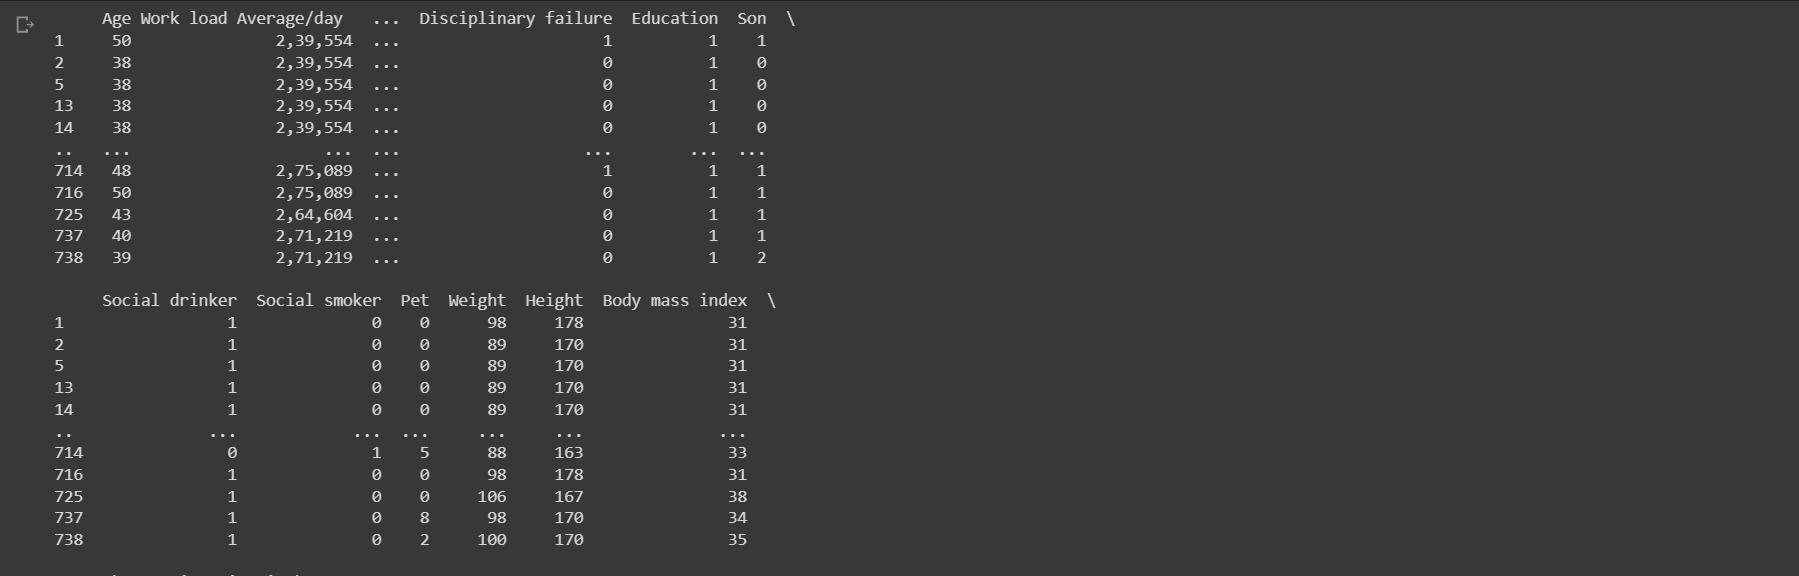 Age Work load Average/day ... Disciplinary failure Education Son \
1 50 2,39,554 ... 1 1 1
2 38 2,39,554 ... 0 1 0
5 38 2,39,554 ... 0 1 0
13 38 2,39,554 ... 0 1 0
14 38 2,39,554 ... 0 1 0
.. ... ... ... ... ... ...
714 48 2,75,089 ... 1 1 1
716 50 2,75,089 ... 0 1 1
725 43 2,64,604 ... 0 1 1
737 40 2,71,219 ... 0 1 1
738 39 2,71,219 ... 0 1 2
Social drinker Social smoker Pet Weight Height Body mass index \
1 1 0 0 98 178 31
2 1 0 0 89 170 31
5 1 0 0 89 170 31
13 1 0 0 89 170 31
14 1 0 0 89 170 31
.. ... ... ... ... ... ...
714 0 1 5 88 163 33
716 1 0 0 98 178 31
725 1 0 0 106 167 38
737 1 0 8 98 170 34
738 1 0 2 100 170 35